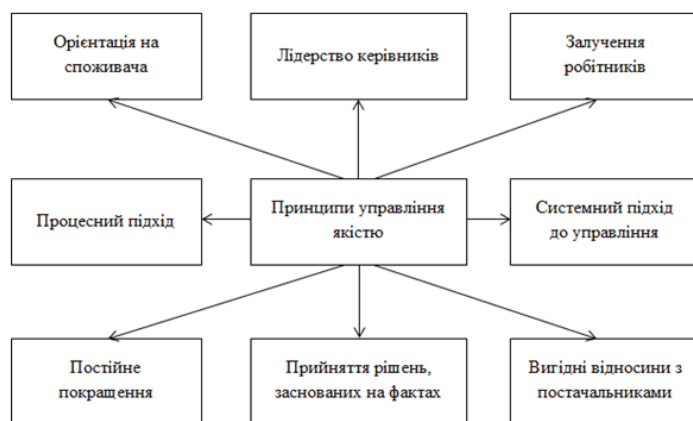 Орієнтація на
споживача
Лідерство керівників
Залучення
робітників
Процесний підхід
Принципи управління
якістю
Системний підхід
до управління
Постійне
покращення
Прийняття рішень,
заснованих на фактах
Вигідні відносини з
постачальниками